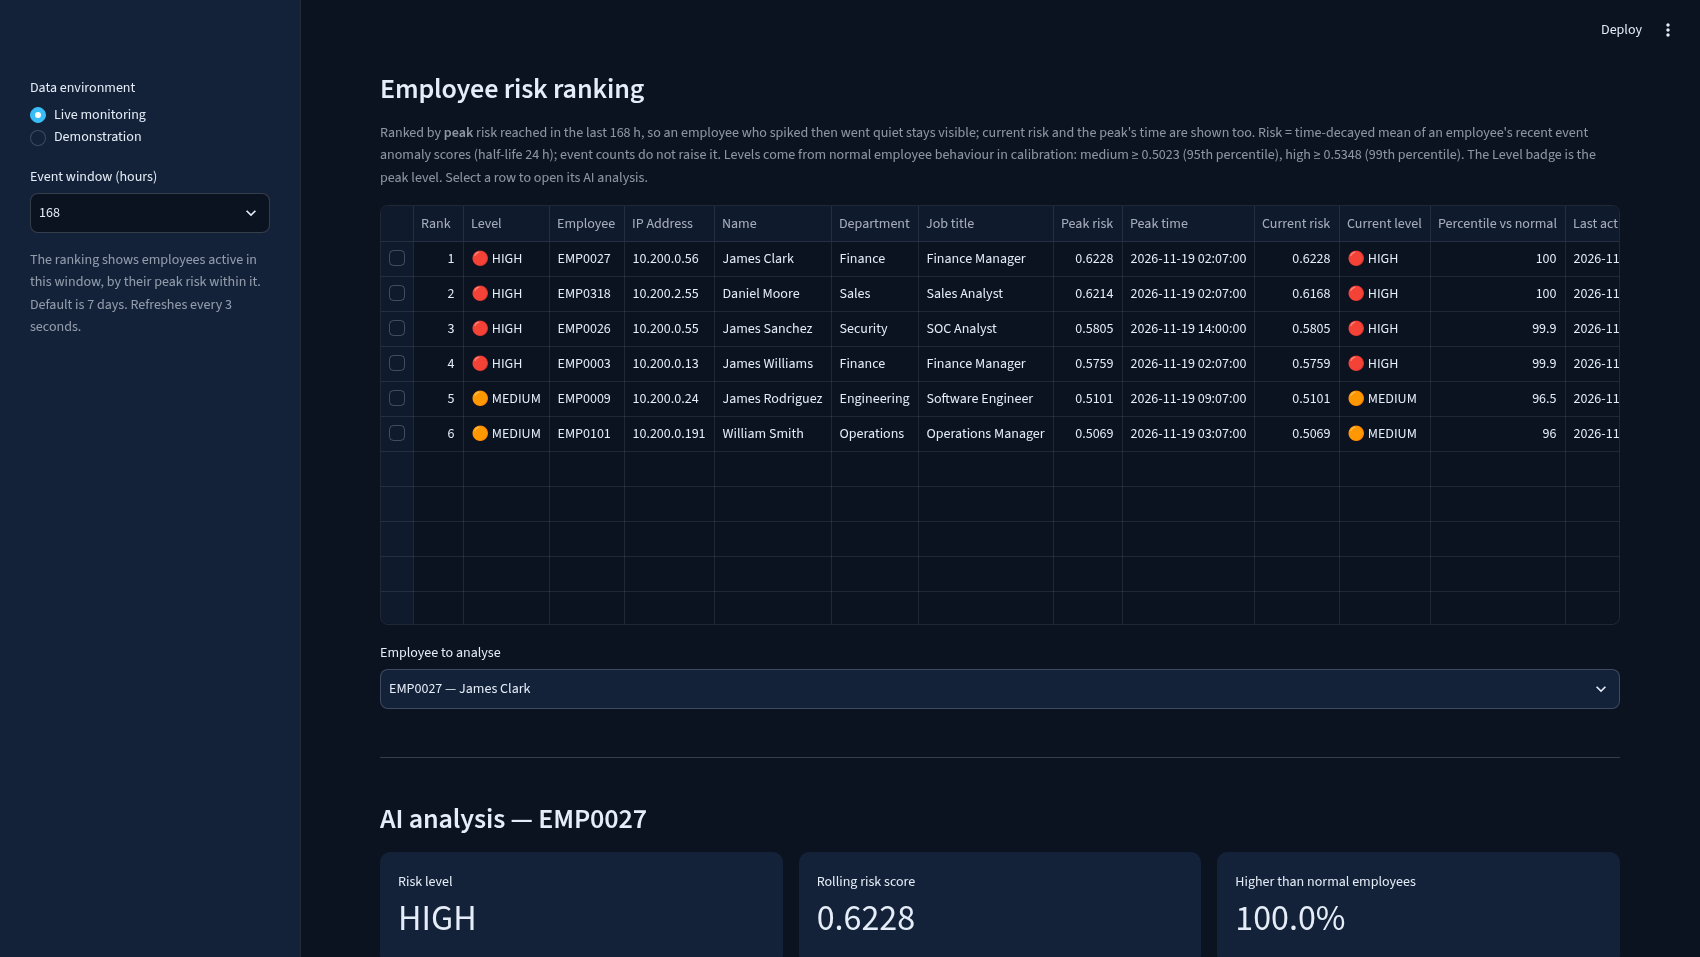 Deploy
Data environment
Live monitoring
Demonstration
Event window (hours)
168
The ranking shows employees active in
this window, by their peak risk within it.
Default is 7 days. Refreshes every 3
seconds.
Employee risk ranking
Ranked by peak risk reached in the last 168 h, so an employee who spiked then went quiet stays visible; current risk and the peak's time are shown too. Risk = time-decayed mean of an employee's recent event
anomaly scores (half-life 24 h); event counts do not raise it. Levels come from normal employee behaviour in calibration: medium ≥ 0.5023 (95th percentile), high ≥ 0.5348 (99th percentile). The Level badge is the
peak level. Select a row to open its AI analysis.
Rank Level Employee IP Address Name Department Job title Peak risk Peak time Current risk Current level Percentile vs normal Last act
1 🔴 HIGH EMP0027 10.200.0.56 James Clark Finance Finance Manager 0.6228 2026-11-19 02:07:00 0.6228 🔴 HIGH 100 2026-11
2 🔴 HIGH EMP0318 10.200.2.55 Daniel Moore Sales Sales Analyst 0.6214 2026-11-19 02:07:00 0.6168 🔴 HIGH 100 2026-11
3 🔴 HIGH EMP0026 10.200.0.55 James Sanchez Security SOC Analyst 0.5805 2026-11-19 14:00:00 0.5805 🔴 HIGH 99.9 2026-11
4 🔴 HIGH EMP0003 10.200.0.13 James Williams Finance Finance Manager 0.5759 2026-11-19 02:07:00 0.5759 🔴 HIGH 99.9 2026-11
5 🟠 MEDIUM EMP0009 10.200.0.24 James Rodriguez Engineering Software Engineer 0.5101 2026-11-19 09:07:00 0.5101 🟠 MEDIUM 96.5 2026-11
6 🟠 MEDIUM EMP0101 10.200.0.191 William Smith Operations Operations Manager 0.5069 2026-11-19 03:07:00 0.5069 🟠 MEDIUM 96 2026-11
Employee to analyse
EMP0027 — James Clark
AI analysis — EMP0027
Risk level
HIGH
Rolling risk score
0.6228
Higher than normal employees
100.0%